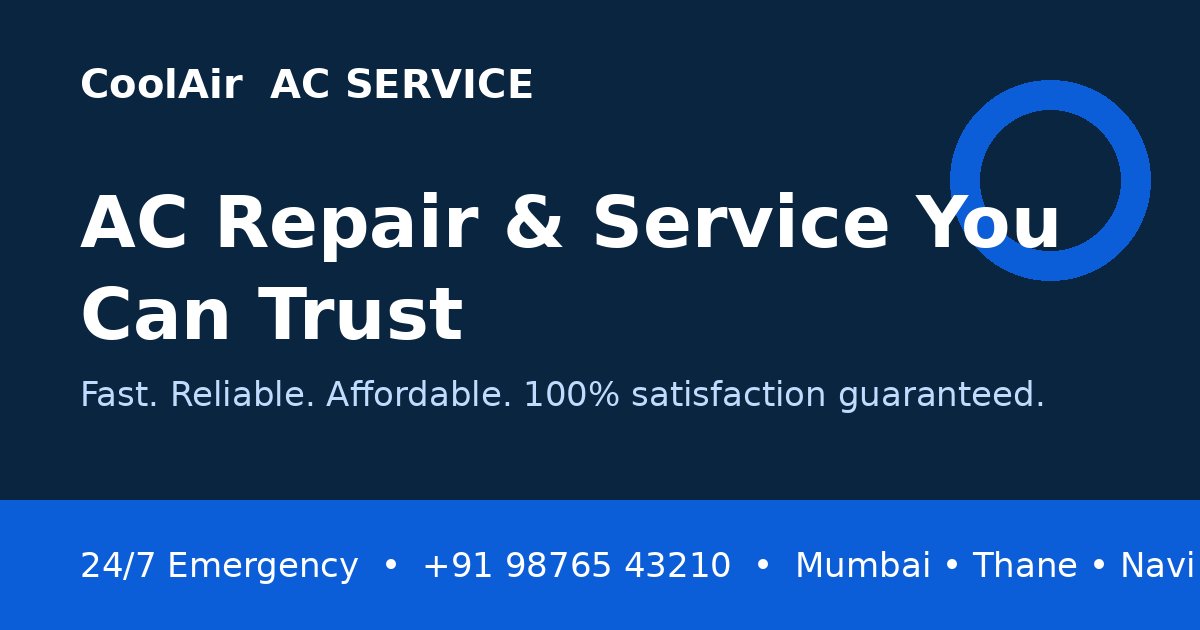 CoolAir  AC SERVICE
AC Repair & Service You
Can Trust
Fast. Reliable. Affordable. 100% satisfaction guaranteed.
24/7 Emergency  •  +91 98765 43210  •  Mumbai • Thane • Navi